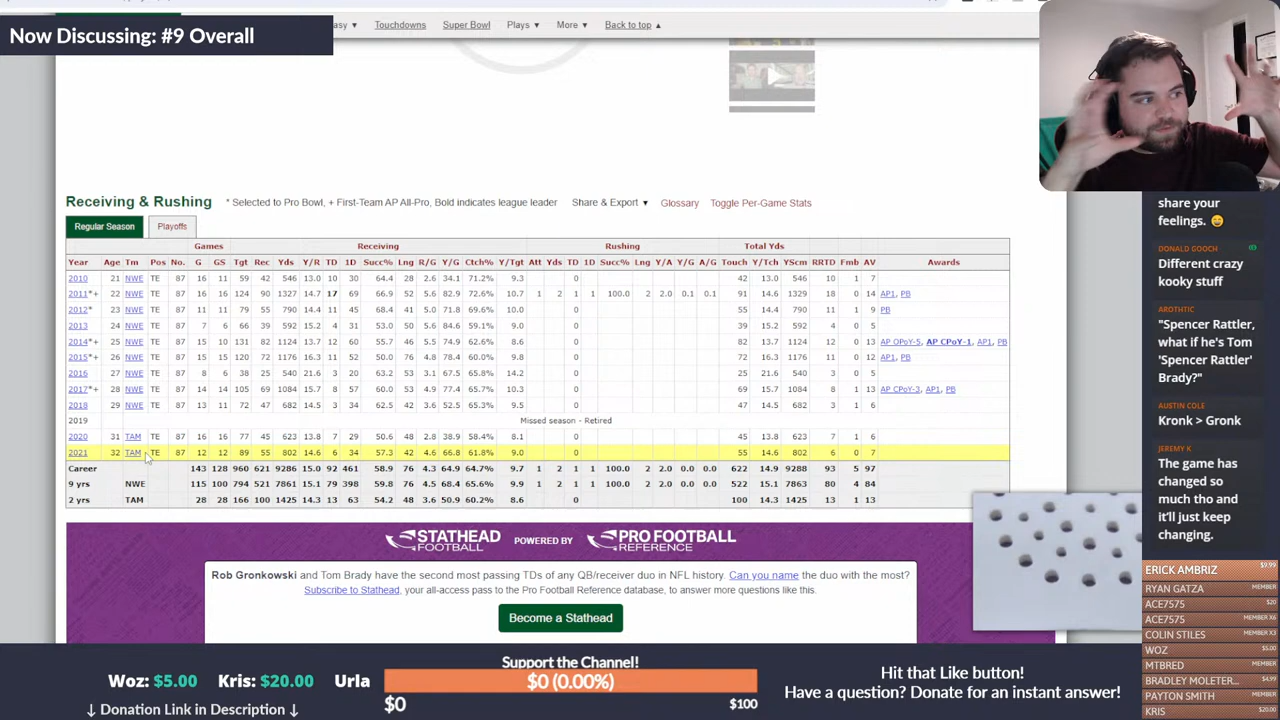 Now Discussing: #9 Overall
Touchdowns Super Bowl Plays ▼ More ▼ Back to top ▲
Receiving & Rushing * Selected to Pro Bowl, + First-Team AP All-Pro, Bold indicates league leader Share & Export ▼ Glossary Toggle Per-Game Stats
Regular Season Playoffs
Games Receiving Rushing Total Yds
Year Age Tm Pos No. G GS Tgt Rec Yds Y/R TD 1D Succ% Lng R/G Y/G Ctch% Y/Tgt Att Yds TD 1D Succ% Lng Y/A Y/G A/G Touch Y/Tch YScm RRTD Fmb AV Awards
2010 21 NWE TE 87 16 11 59 42 546 13.0 10 30 64.4 28 2.6 34.1 71.2% 9.3 0 42 13.0 546 10 1 7
2011*+ 22 NWE TE 87 16 16 124 90 1327 14.7 17 69 66.9 52 5.6 82.9 72.6% 10.7 1 2 1 1 100.0 2 2.0 0.1 0.1 91 14.6 1329 18 0 14 AP1, PB
2012* 23 NWE TE 87 11 11 79 55 790 14.4 11 45 68.4 41 5.0 71.8 69.6% 10.0 0 55 14.4 790 11 1 9 PB
2013 24 NWE TE 87 7 6 66 39 592 15.2 4 31 53.0 50 5.6 84.6 59.1% 9.0 0 39 15.2 592 4 0 5
2014*+ 25 NWE TE 87 15 10 131 82 1124 13.7 12 60 55.7 46 5.5 74.9 62.6% 8.6 0 82 13.7 1124 12 0 13 AP OPoY-5, AP CPoY-1, AP1, PB
2015*+ 26 NWE TE 87 15 15 120 72 1176 16.3 11 52 60.0 76 4.8 78.4 60.0% 9.8 0 72 16.3 1176 11 0 12 AP1, PB
2016 27 NWE TE 87 8 6 38 25 540 21.6 3 20 63.2 53 3.1 67.5 65.8% 14.2 0 25 21.6 540 3 0 5
2017*+ 28 NWE TE 87 14 14 105 69 1084 15.7 8 57 60.0 53 4.9 77.4 65.7% 10.3 0 69 15.7 1084 8 1 13 AP CPoY-3, AP1, PB
2018 29 NWE TE 87 13 11 72 47 682 14.5 3 34 62.5 42 3.6 52.5 65.3% 9.5 0 47 14.5 682 3 1 6
2019 Missed season - Retired
2020 31 TAM TE 87 16 16 77 45 623 13.8 7 29 50.6 48 2.8 38.9 58.4% 8.1 0 45 13.8 623 7 1 6
2021 32 TAM TE 87 12 12 89 55 802 14.6 6 34 57.3 42 4.6 66.8 61.8% 9.0 0 55 14.6 802 6 0 7
Career 143 128 960 621 9286 15.0 92 461 58.9 76 4.3 64.9 64.7% 9.7 1 2 1 1 100.0 2 2.0 0.0 0.0 622 14.9 9288 93 5 97
9 yrs NWE 115 100 794 521 7861 15.1 79 398 59.8 76 4.5 68.4 65.6% 9.9 1 2 1 1 100.0 2 2.0 0.0 0.0 522 15.1 7863 80 4 84
2 yrs TAM 28 28 166 100 1425 14.3 13 63 54.2 48 3.6 50.9 60.2% 8.6 0 100 14.3 1425 13 1 13
STATHEAD FOOTBALL POWERED BY PRO FOOTBALL REFERENCE
Rob Gronkowski and Tom Brady have the second most passing TDs of any QB/receiver duo in NFL history. Can you name the duo with the most?
Subscribe to Stathead, your all-access pass to the Pro Football Reference database, to answer more questions like this.
Become a Stathead
share your
feelings. 😊
DONALD GOOCH
Different crazy
kooky stuff
AROTHTIC
"Spencer Rattler,
what if he's Tom
'Spencer Rattler'
Brady?"
AUSTIN COLE
Kronk > Gronk
JEREMY K
The game has
changed so
much tho and
it'll just keep
changing.
ERICK AMBRIZ $9.99
RYAN GATZA MEMBER
ACE7575 $20
ACE7575 MEMBER X6
COLIN STILES MEMBER X3
WOZ $5.00
MTBRED MEMBER
BRADLEY MOLETER... $4.99
PAYTON SMITH MEMBER
KRIS $20.00
Woz: $5.00 Kris: $20.00 Urla
↓ Donation Link in Description ↓
Support the Channel!
$0 (0.00%)
$0 $100
Hit that Like button!
Have a question? Donate for an instant answer!